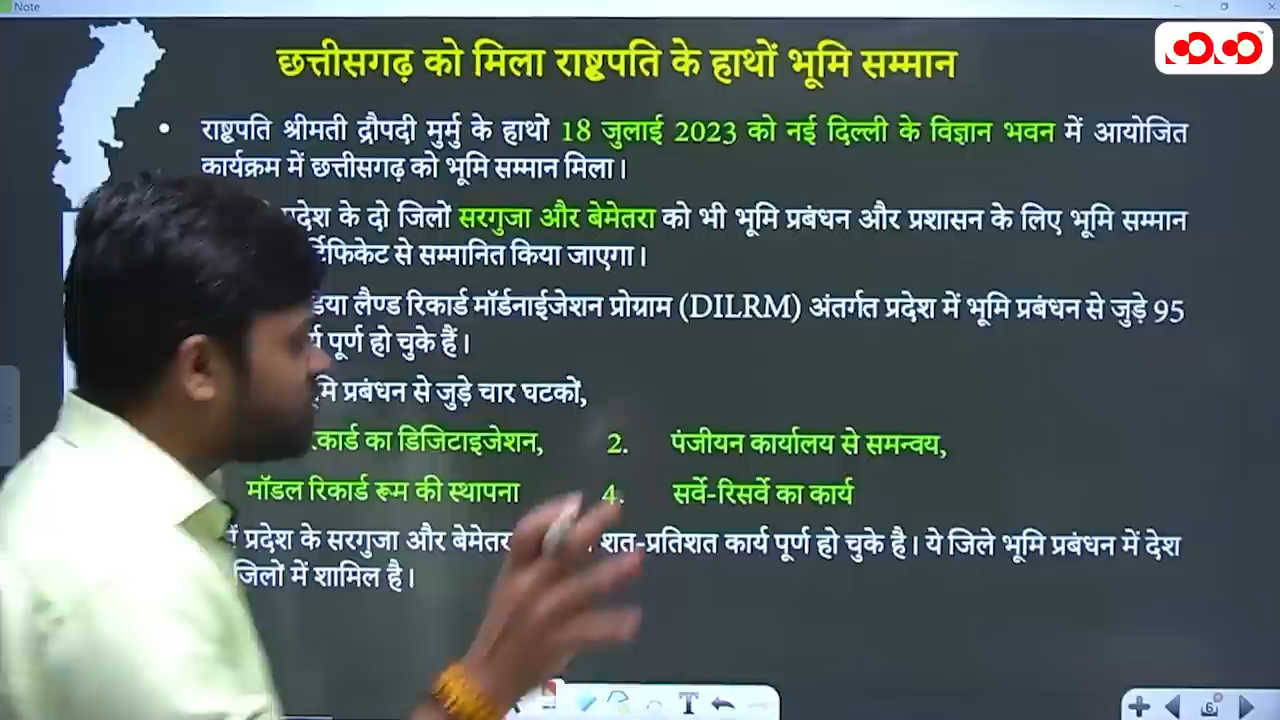 Note
छत्तीसगढ़ को मिला राष्ट्रपति के हाथों भूमि सम्मान
• राष्ट्रपति श्रीमती द्रौपदी मुर्मु के हाथों 18 जुलाई 2023 को नई दिल्ली के विज्ञान भवन में आयोजित
कार्यक्रम में छत्तीसगढ़ को भूमि सम्मान मिला।
के दो जिलों सरगुजा और बेमेतरा को भी भूमि प्रबंधन और प्रशासन के लिए भूमि सम्मान
से सम्मानित किया जाएगा।
लैण्ड रिकार्ड मॉर्डनाईजेशन प्रोग्राम (DILRM) अंतर्गत प्रदेश में भूमि प्रबंधन से जुड़े 95
पूर्ण हो चुके हैं।
प्रबंधन से जुड़े चार घटकों,
का डिजिटाइजेशन, 2. पंजीयन कार्यालय से समन्वय,
मॉडल रिकार्ड रूम की स्थापना 4. सर्वे-रिसर्वे का कार्य
प्रदेश के सरगुजा और शत-प्रतिशत कार्य पूर्ण हो चुके है। ये जिले भूमि प्रबंधन में देश
जिलों में शामिल है।